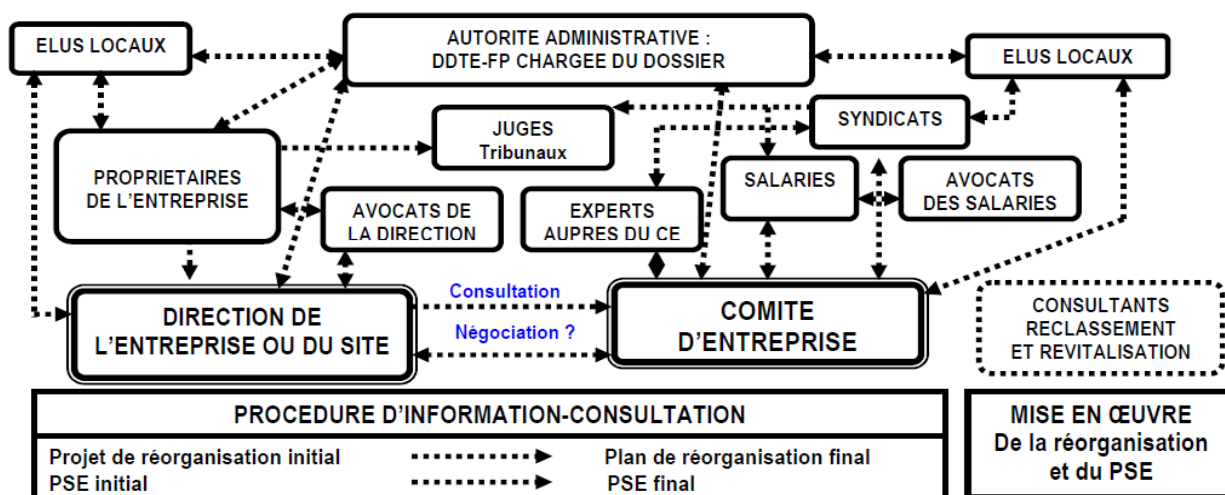 ELUS LOCAUX
AUTORITE ADMINISTRATIVE :
DDTE-FP CHARGEE DU DOSSIER
ELUS LOCAUX
JUGES
Tribunaux
SYNDICATS
PROPRIETAIRES
DE L'ENTREPRISE
AVOCATS DE
LA DIRECTION
EXPERTS
AUPRES DU CE
SALARIES
AVOCATS
DES SALARIES
DIRECTION DE
L'ENTREPRISE OU DU SITE
Consultation
Négociation ?
COMITE
D'ENTREPRISE
CONSULTANTS
RECLASSEMENT
ET REVITALISATION
PROCEDURE D'INFORMATION-CONSULTATION
Projet de réorganisation initial
Plan de réorganisation final
PSE initial
PSE final
MISE EN ŒUVRE
De la réorganisation
et du PSE